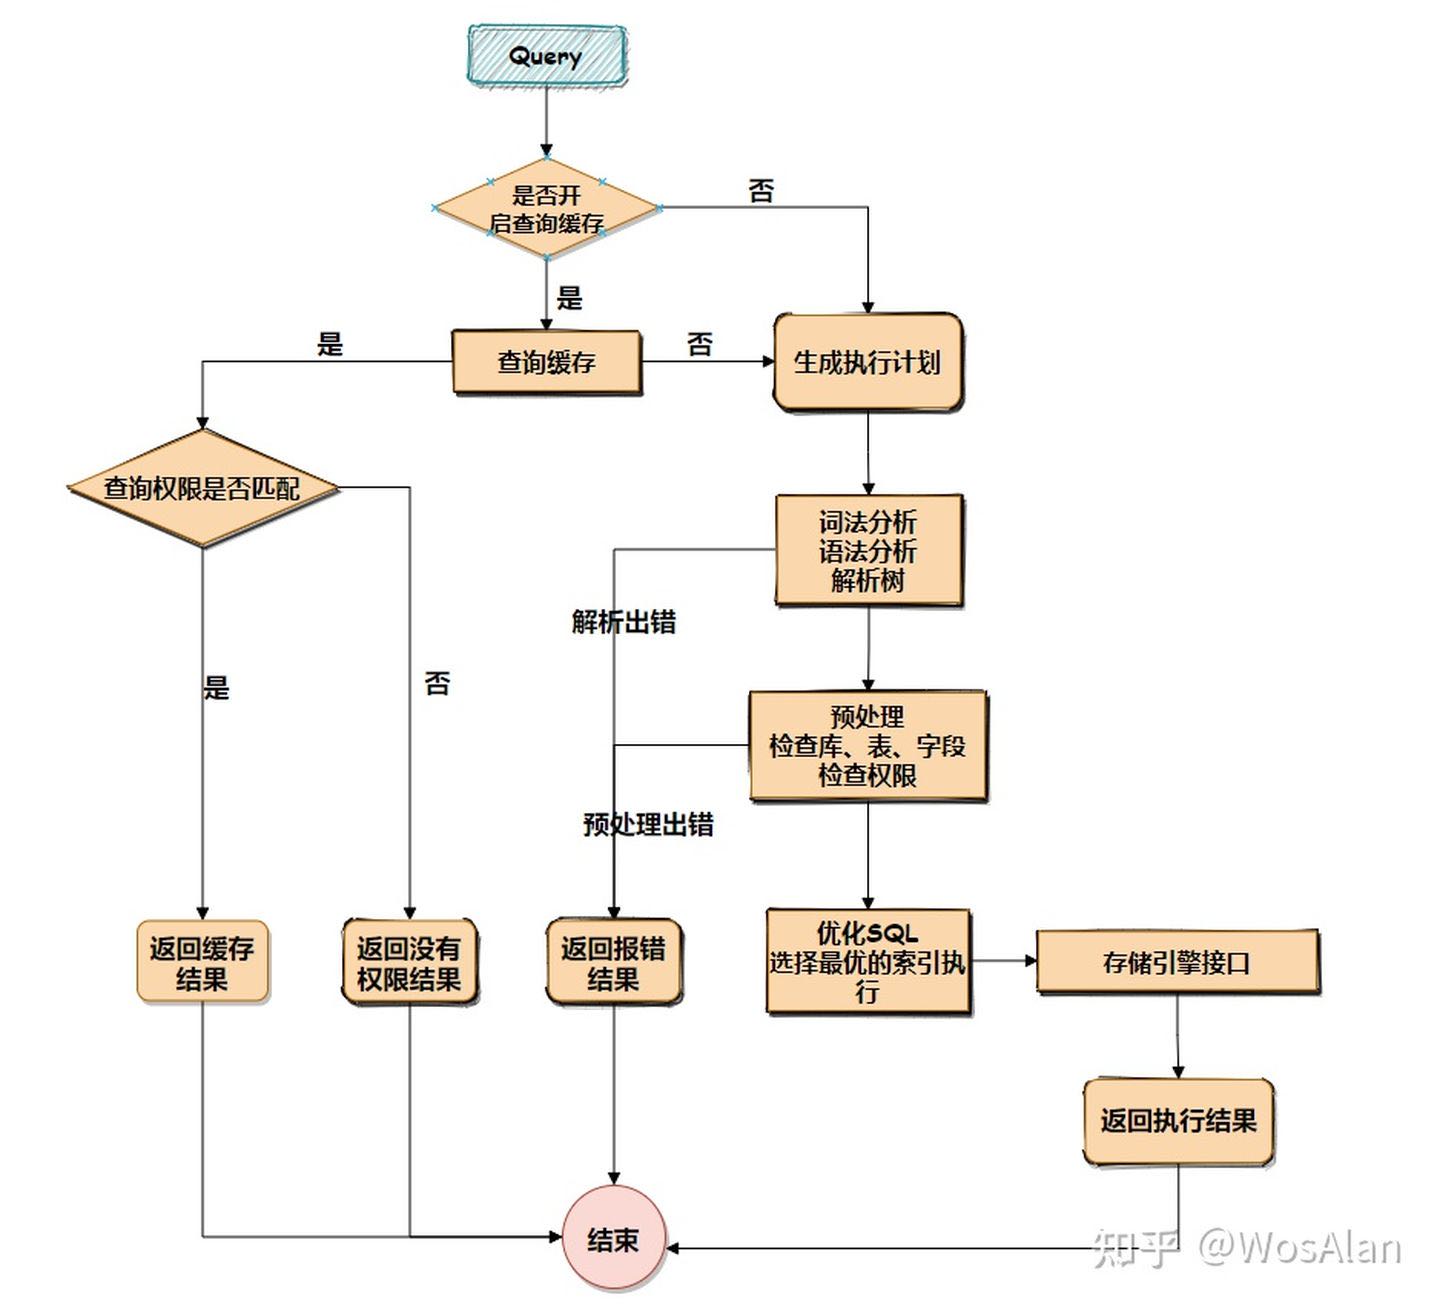 Query
是否开
启查询缓存
否
是
是
查询缓存
否
生成执行计划
查询权限是否匹配
词法分析
语法分析
解析树
解析出错
是
否
预处理
检查库、表、字段
检查权限
预处理出错
返回缓存
结果
返回没有
权限结果
返回报错
结果
优化SQL
选择最优的索引执
行
存储引擎接口
返回执行结果
结束
知乎 @WosAlan